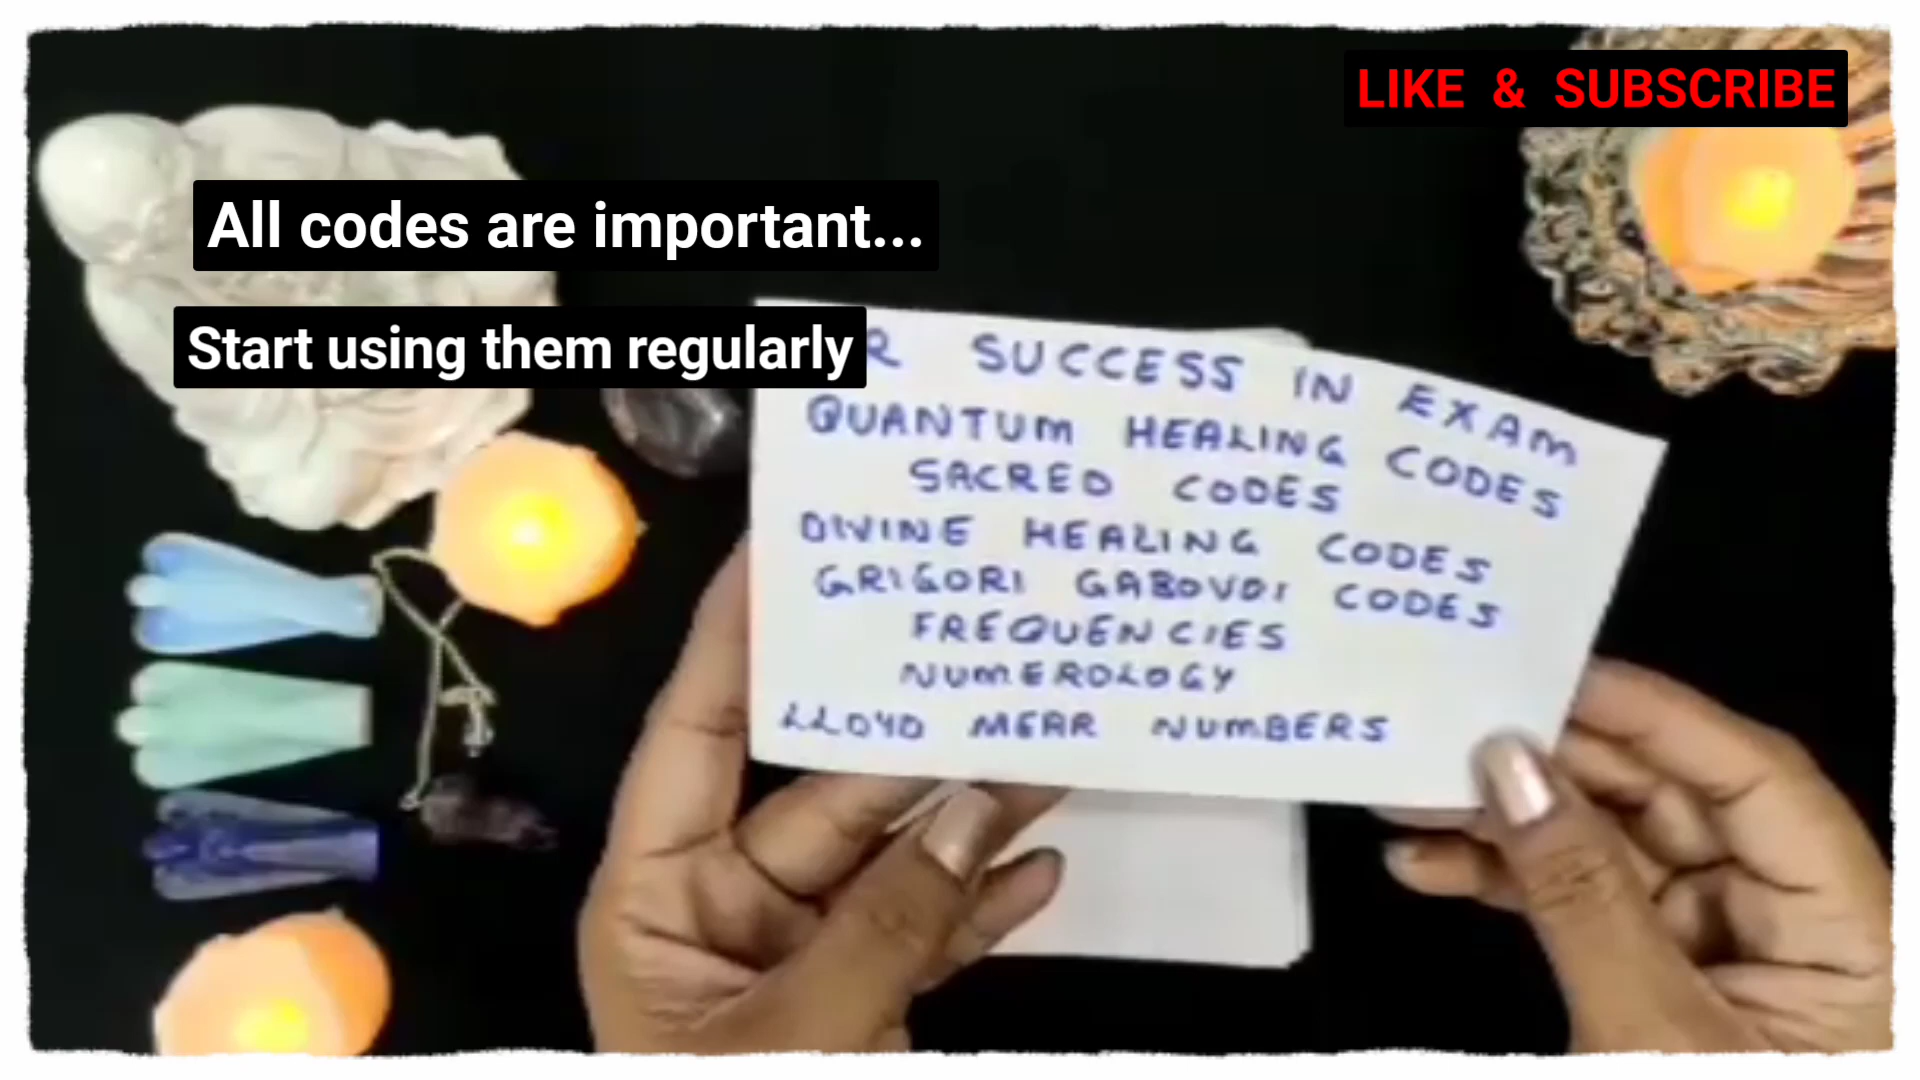 LIKE & SUBSCRIBE
All codes are important...
Start using them regularly
R SUCCESS IN EXAM
QUANTUM HEALING CODES
SACRED CODES
DIVINE HEALING CODES
GRIGORI GABOVOI CODES
FREQUENCIES
NUMEROLOGY
LLOYD MEAR NUMBERS